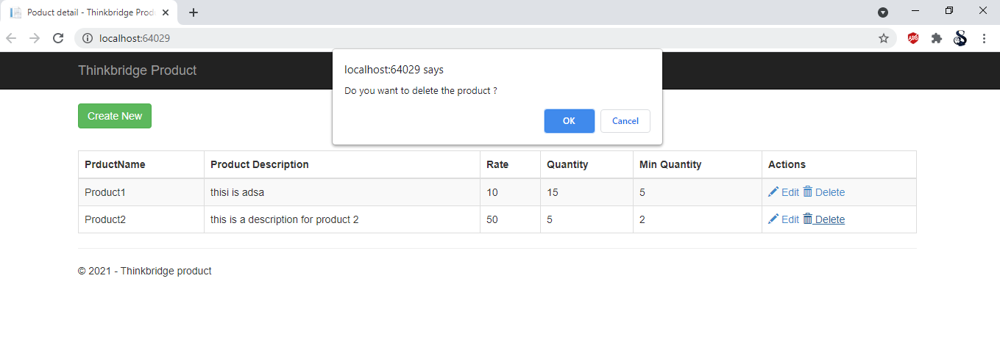 Poduct detail - Thinkbridge Prod
localhost:64029
ABP
Thinkbridge Product
localhost:64029 says
Do you want to delete the product ?
OK Cancel
Create New
PrductName Product Description Rate Quantity Min Quantity Actions
Product1 thisi is adsa 10 15 5 Edit Delete
Product2 this is a description for product 2 50 5 2 Edit Delete
© 2021 - Thinkbridge product